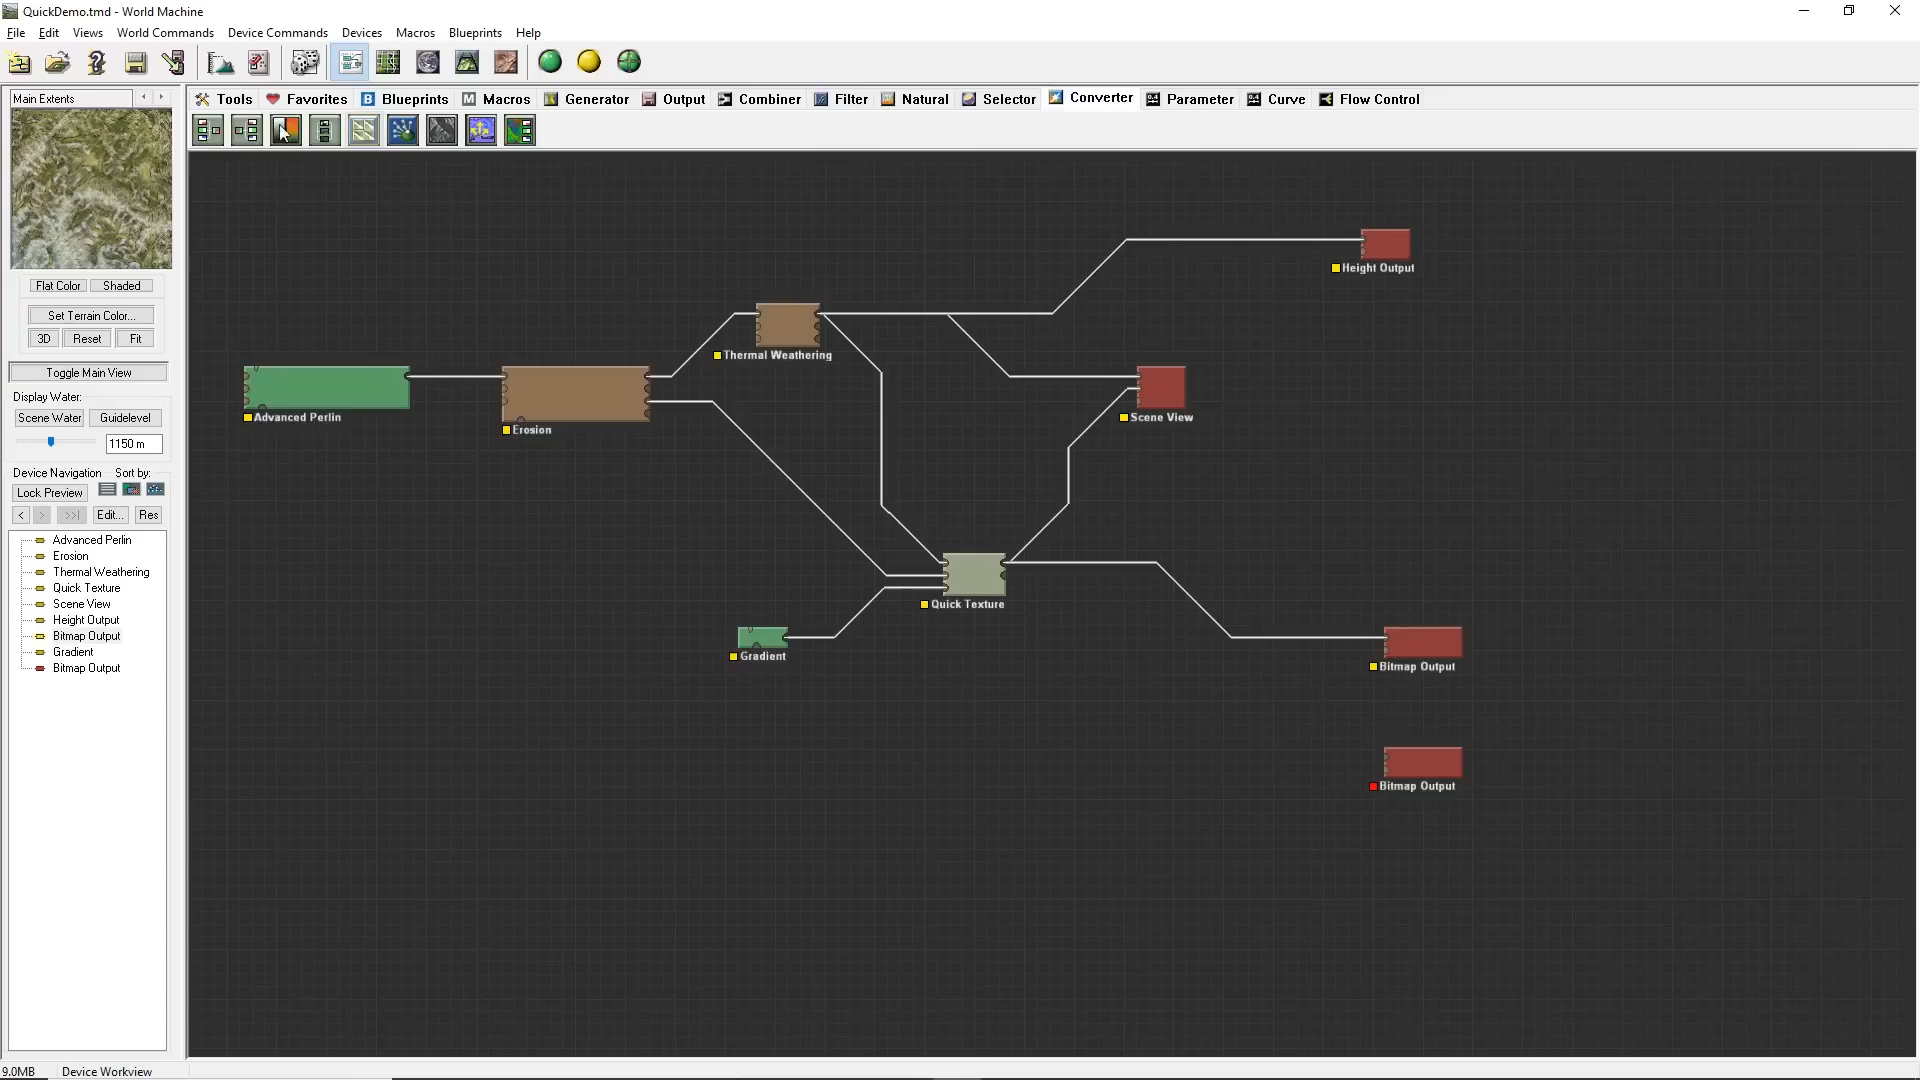 QuickDemo.tmd - World Machine
File Edit Views World Commands Device Commands Devices Macros Blueprints Help
Main Extents
Tools Favorites B Blueprints M Macros Generator Output Combiner Filter Natural Selector Converter Parameter Curve Flow Control
Flat Color Shaded
Set Terrain Color...
3D Reset Fit
Toggle Main View
Display Water:
Scene Water Guidelevel
1150 m
Device Navigation Sort by:
Lock Preview
< > >>| Edit... Res
Advanced Perlin
Erosion
Thermal Weathering
Quick Texture
Scene View
Height Output
Bitmap Output
Gradient
Bitmap Output
Height Output
Thermal Weathering
Advanced Perlin
Erosion
Scene View
Quick Texture
Gradient
Bitmap Output
Bitmap Output
9.0MB Device Workview